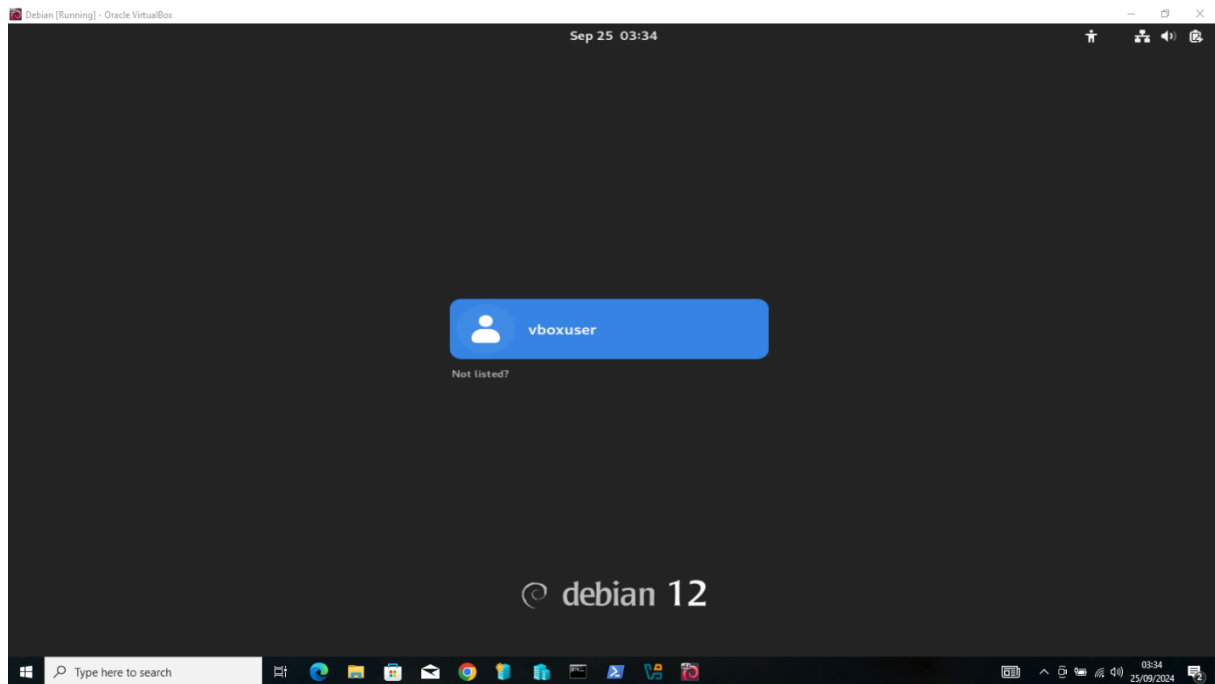 Debian [Running] - Oracle VirtualBox
Sep 25 03:34
vboxuser
Not listed?
debian 12
Type here to search
03:34
25/09/2024
2